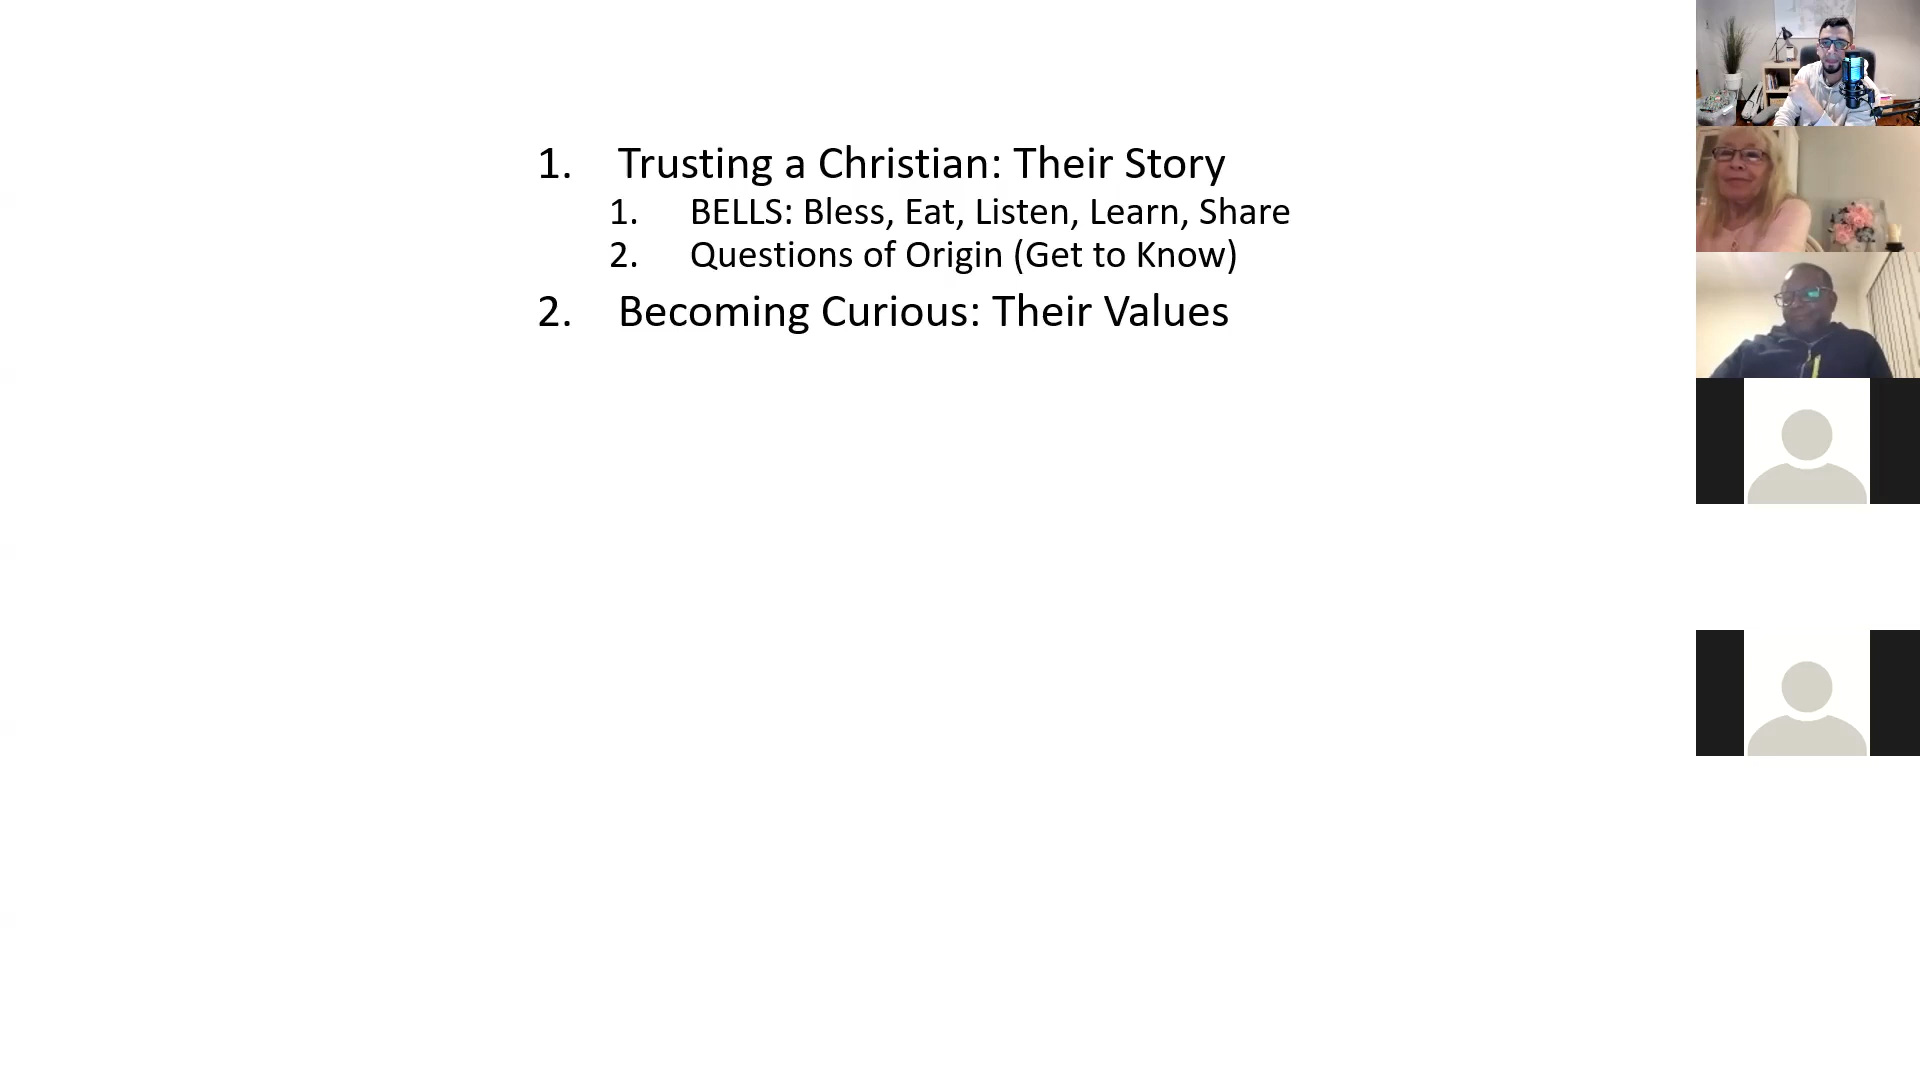 1. Trusting a Christian: Their Story
1. BELLS: Bless, Eat, Listen, Learn, Share
2. Questions of Origin (Get to Know)
2. Becoming Curious: Their Values